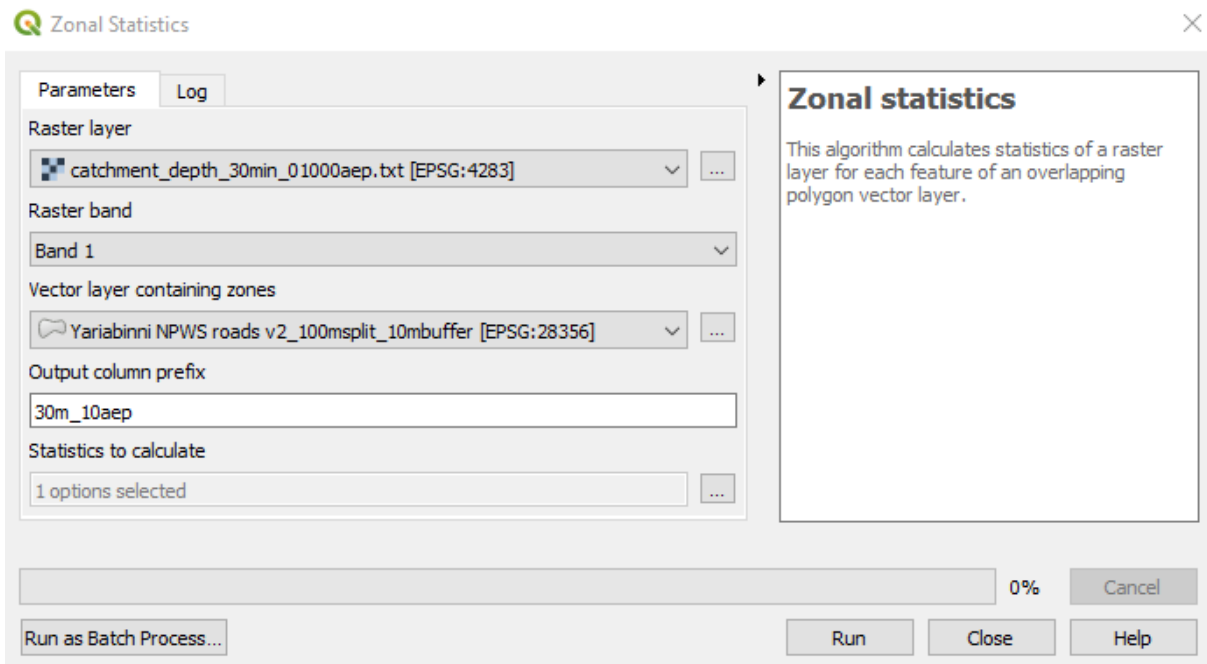 Zonal Statistics
Parameters
Log
Raster layer
catchment_depth_30min_01000aep.txt [EPSG:4283]
...
Raster band
Band 1
Vector layer containing zones
Yariabinni NPWS roads v2_100msplit_10mbuffer [EPSG:28356]
...
Output column prefix
30m_10aep
Statistics to calculate
1 options selected
...
Zonal statistics
This algorithm calculates statistics of a raster
layer for each feature of an overlapping
polygon vector layer.
0%
Cancel
Run as Batch Process...
Run
Close
Help